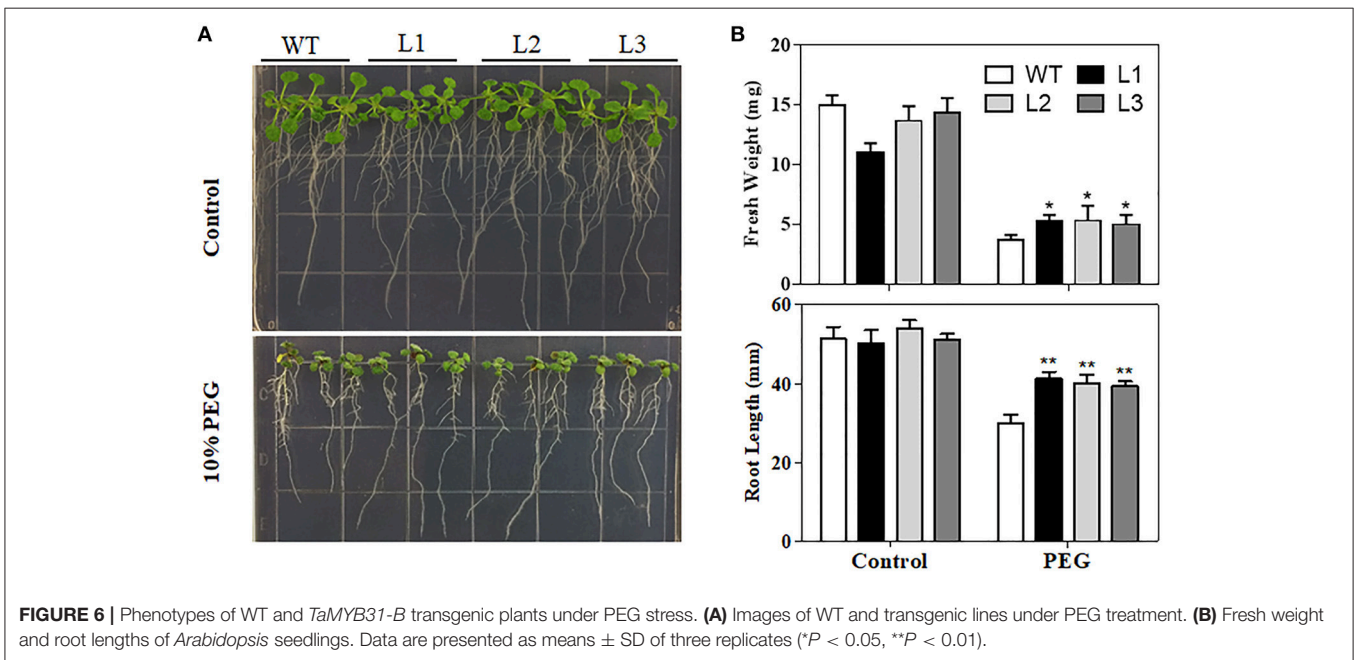 A
WT L1 L2 L3
Control
10% PEG
B
Fresh Weight (mg)
20
15
10
5
0
WT L1
L2 L3
* * *
Root Length (mm)
60
40
20
0
** ** **
Control PEG
FIGURE 6 | Phenotypes of WT and TaMYB31-B transgenic plants under PEG stress. (A) Images of WT and transgenic lines under PEG treatment. (B) Fresh weight
and root lengths of Arabidopsis seedlings. Data are presented as means ± SD of three replicates (*P < 0.05, **P < 0.01).